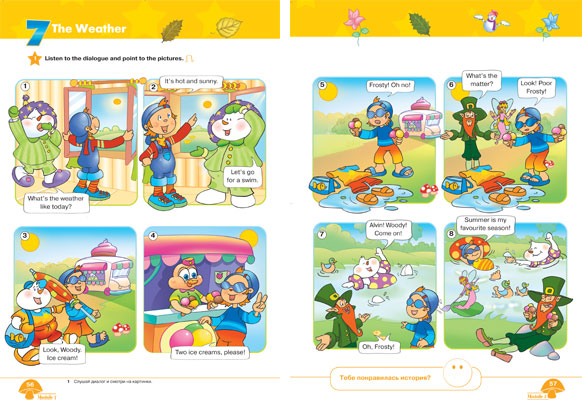 7 The Weather
1 Listen to the dialogue and point to the pictures.
1
What's the weather
like today?
2
It's hot and sunny.
Let's go
for a swim.
3
Look, Woody.
Ice cream!
4
Two ice creams, please!
1 Слушай диалог и смотри на картинки.
56
Module 4
5
Frosty! Oh no!
6
What's the
matter?
Look! Poor
Frosty!
7
Alvin! Woody!
Come on!
Oh, Frosty!
8
Summer is my
favourite season!
Тебе понравилась история?
57
Module 4